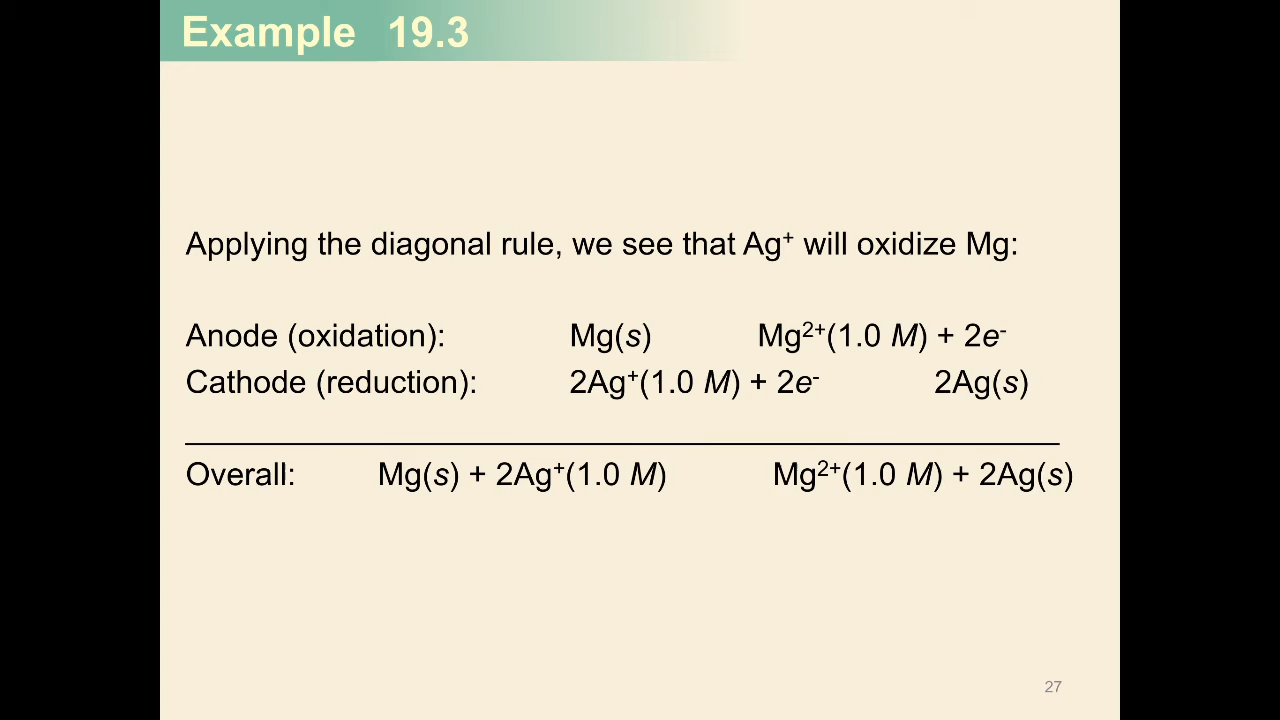 Example 19.3
Applying the diagonal rule, we see that Ag⁺ will oxidize Mg:
Anode (oxidation): Mg(s) Mg²⁺(1.0 M) + 2e⁻
Cathode (reduction): 2Ag⁺(1.0 M) + 2e⁻ 2Ag(s)
Overall: Mg(s) + 2Ag⁺(1.0 M) Mg²⁺(1.0 M) + 2Ag(s)
27